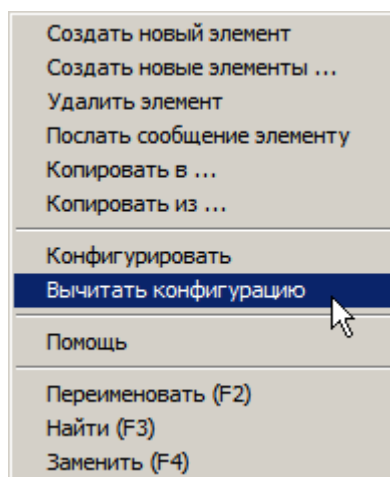 Создать новый элемент
Создать новые элементы ...
Удалить элемент
Послать сообщение элементу
Копировать в ...
Копировать из ...
Конфигурировать
Вычитать конфигурацию
Помощь
Переименовать (F2)
Найти (F3)
Заменить (F4)